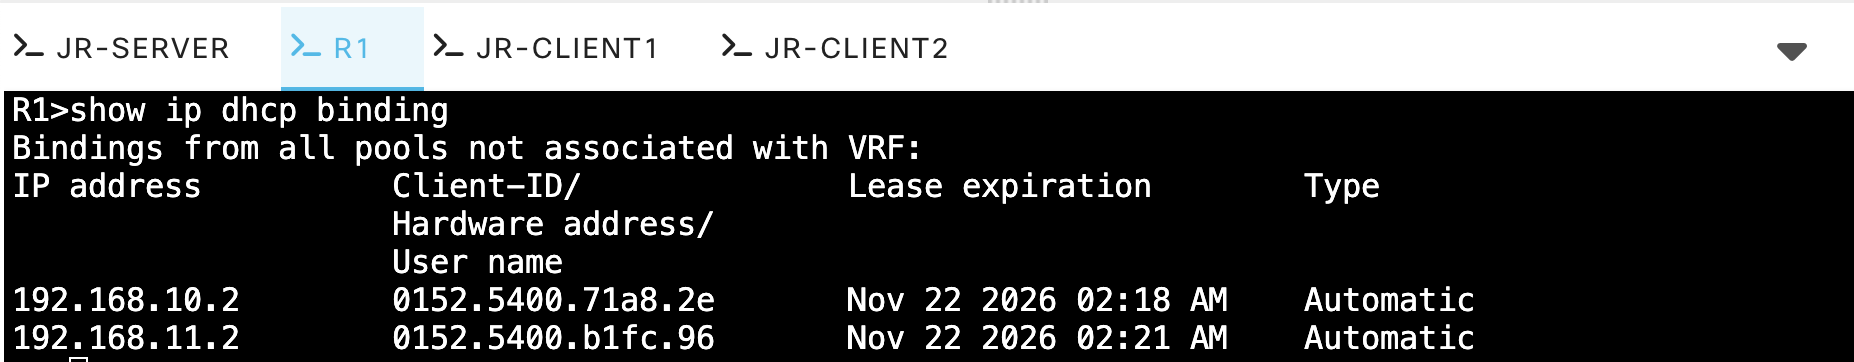 >_ JR-SERVER >_ R1 >_ JR-CLIENT1 >_ JR-CLIENT2
R1>show ip dhcp binding
Bindings from all pools not associated with VRF:
IP address Client-ID/ Lease expiration Type
Hardware address/
User name
192.168.10.2 0152.5400.71a8.2e Nov 22 2026 02:18 AM Automatic
192.168.11.2 0152.5400.b1fc.96 Nov 22 2026 02:21 AM Automatic